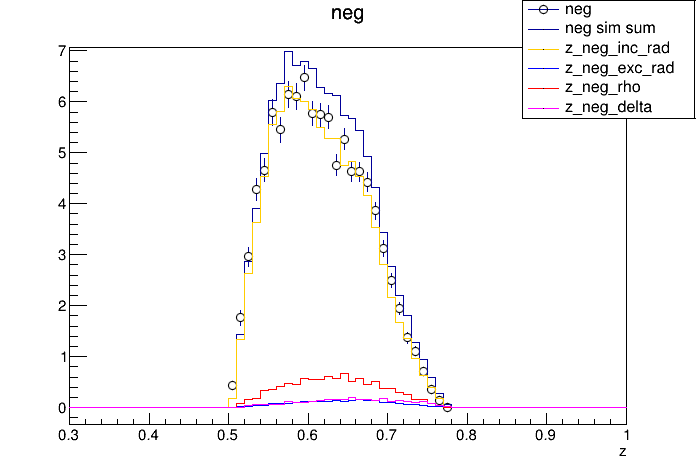 neg
neg
neg sim sum
z_neg_inc_rad
z_neg_exc_rad
z_neg_rho
z_neg_delta
7
6
5
4
3
2
1
0
0.3 0.4 0.5 0.6 0.7 0.8 0.9 1
z